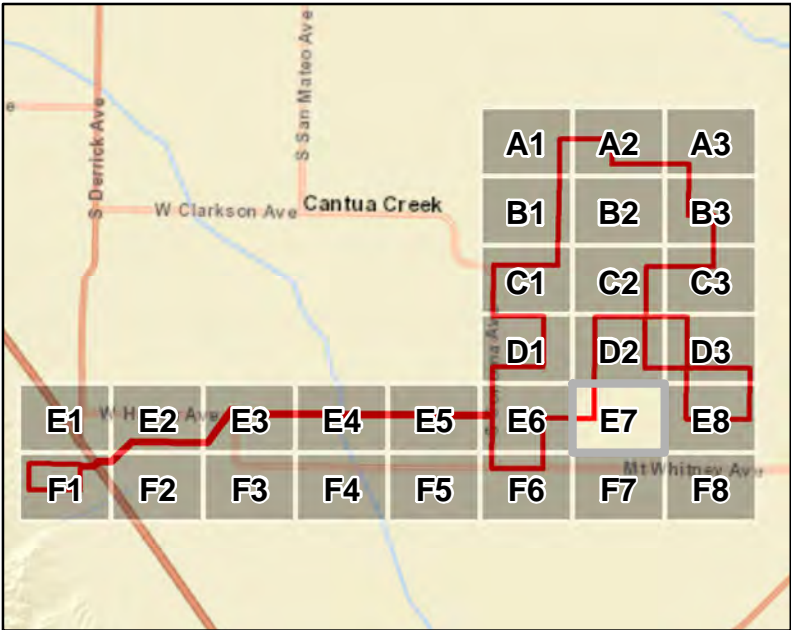 S San Mateo Ave
S Derrick Ave
e
A1 A2 A3
W Clarkson Ave Cantua Creek
B1 B2 B3
C1 C2 C3
D1 D2 D3
E1 E2 E3 E4 E5 E6 E7 E8
Mt Whitney Ave
F1 F2 F3 F4 F5 F6 F7 F8